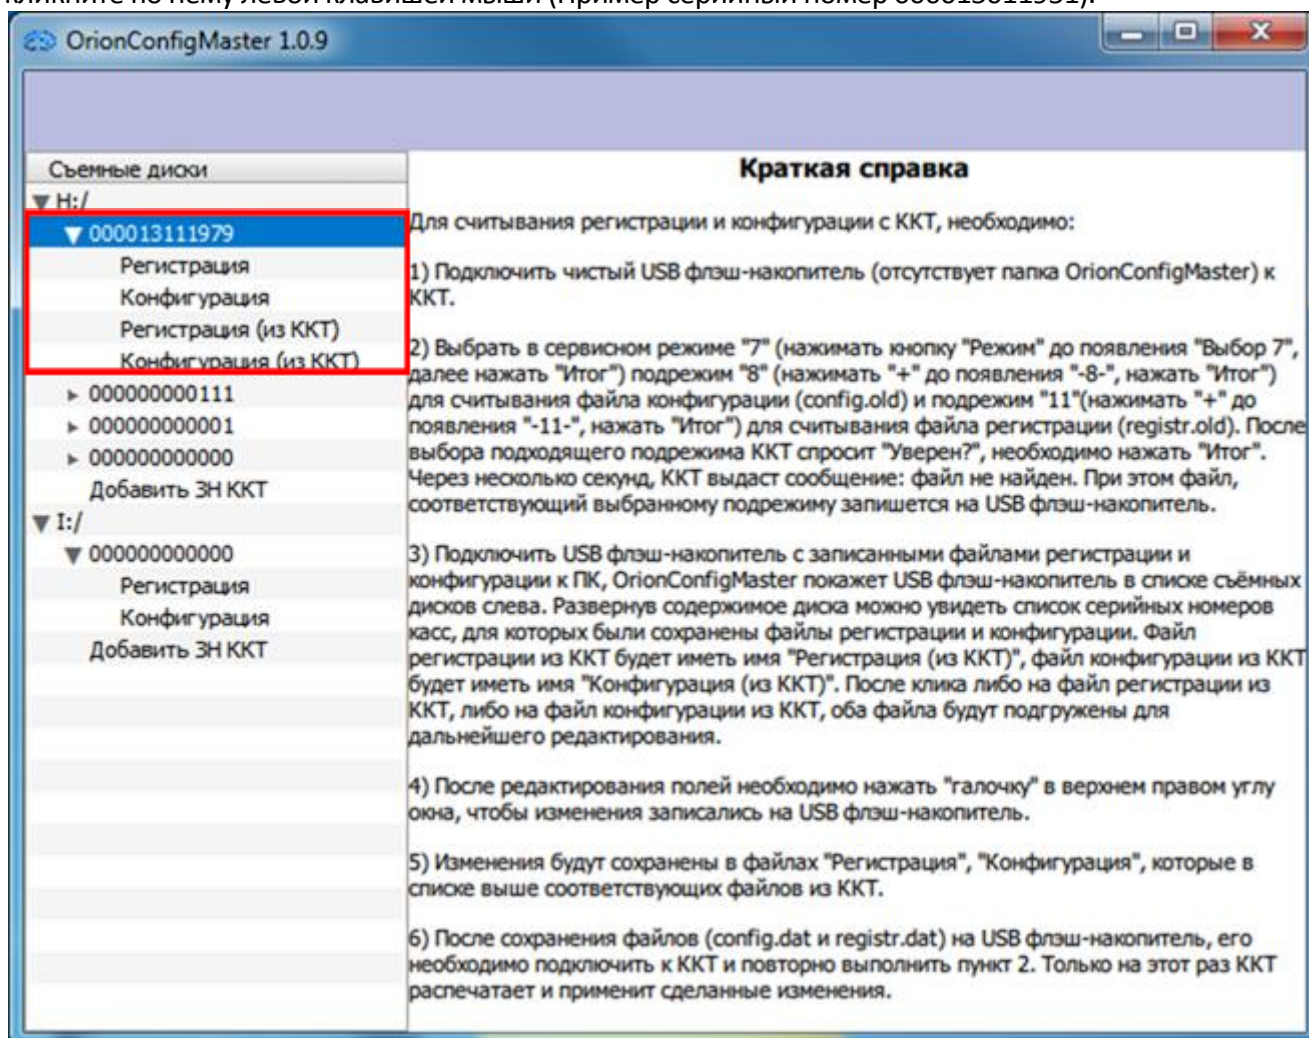 кликните по нему левой клавишей мыши (Пример серийный номер 000013011931).
OrionConfigMaster 1.0.9
Съемные диски
H:/
000013111979
Регистрация
Конфигурация
Регистрация (из ККТ)
Конфигурация (из ККТ)
000000000111
000000000001
000000000000
Добавить ЗН ККТ
I:/
000000000000
Регистрация
Конфигурация
Добавить ЗН ККТ
Краткая справка
Для считывания регистрации и конфигурации с ККТ, необходимо:
1) Подключить чистый USB флэш-накопитель (отсутствует папка OrionConfigMaster) к
ККТ.
2) Выбрать в сервисном режиме "7" (нажимать кнопку "Режим" до появления "Выбор 7",
далее нажать "Итог") подрежим "8" (нажимать "+" до появления "-8-", нажать "Итог")
для считывания файла конфигурации (config.old) и подрежим "11"(нажимать "+" до
появления "-11-", нажать "Итог") для считывания файла регистрации (registr.old). После
выбора подходящего подрежима ККТ спросит "Уверен?", необходимо нажать "Итог".
Через несколько секунд, ККТ выдаст сообщение: файл не найден. При этом файл,
соответствующий выбранному подрежиму запишется на USB флэш-накопитель.
3) Подключить USB флэш-накопитель с записанными файлами регистрации и
конфигурации к ПК, OrionConfigMaster покажет USB флэш-накопитель в списке съёмных
дисков слева. Развернув содержимое диска можно увидеть список серийных номеров
касс, для которых были сохранены файлы регистрации и конфигурации. Файл
регистрации из ККТ будет иметь имя "Регистрация (из ККТ)", файл конфигурации из ККТ
будет иметь имя "Конфигурация (из ККТ)". После клика либо на файл регистрации из
ККТ, либо на файл конфигурации из ККТ, оба файла будут подгружены для
дальнейшего редактирования.
4) После редактирования полей необходимо нажать "галочку" в верхнем правом углу
окна, чтобы изменения записались на USB флэш-накопитель.
5) Изменения будут сохранены в файлах "Регистрация", "Конфигурация", которые в
списке выше соответствующих файлов из ККТ.
6) После сохранения файлов (config.dat и registr.dat) на USB флэш-накопитель, его
необходимо подключить к ККТ и повторно выполнить пункт 2. Только на этот раз ККТ
распечатает и применит сделанные изменения.